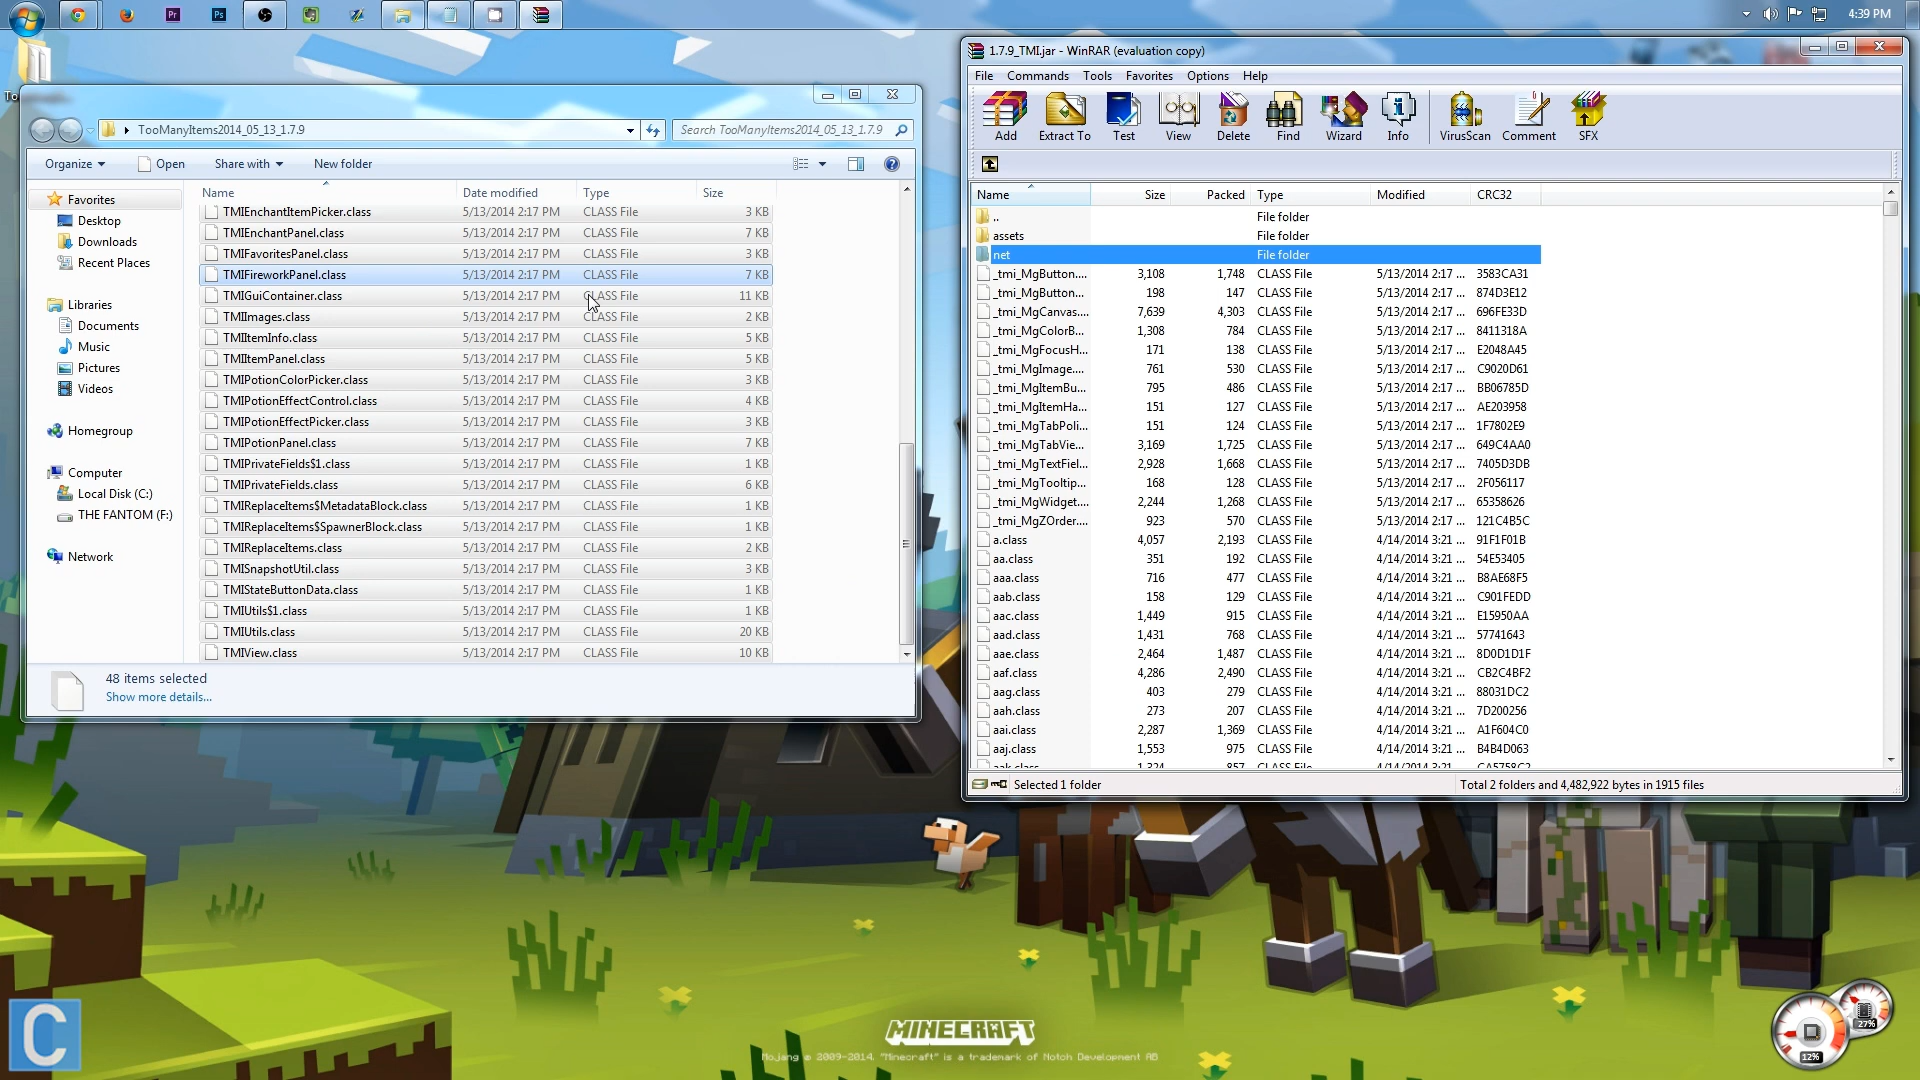 4:39 PM
TooManyItems2014_05_13_1.7.9
Search TooManyItems2014_05_13_1.7.9
Organize Open Share with New folder
Name Date modified Type Size
Favorites
Desktop
Downloads
Recent Places
Libraries
Documents
Music
Pictures
Videos
Homegroup
Computer
Local Disk (C:)
THE FANTOM (F:)
Network
TMIEnchantItemPicker.class 5/13/2014 2:17 PM CLASS File 3 KB
TMIEnchantPanel.class 5/13/2014 2:17 PM CLASS File 7 KB
TMIFavoritesPanel.class 5/13/2014 2:17 PM CLASS File 3 KB
TMIFireworkPanel.class 5/13/2014 2:17 PM CLASS File 7 KB
TMIGuiContainer.class 5/13/2014 2:17 PM CLASS File 11 KB
TMIImages.class 5/13/2014 2:17 PM CLASS File 2 KB
TMIItemInfo.class 5/13/2014 2:17 PM CLASS File 5 KB
TMIItemPanel.class 5/13/2014 2:17 PM CLASS File 5 KB
TMIPotionColorPicker.class 5/13/2014 2:17 PM CLASS File 3 KB
TMIPotionEffectControl.class 5/13/2014 2:17 PM CLASS File 4 KB
TMIPotionEffectPicker.class 5/13/2014 2:17 PM CLASS File 3 KB
TMIPotionPanel.class 5/13/2014 2:17 PM CLASS File 7 KB
TMIPrivateFields$1.class 5/13/2014 2:17 PM CLASS File 1 KB
TMIPrivateFields.class 5/13/2014 2:17 PM CLASS File 6 KB
TMIReplaceItems$MetadataBlock.class 5/13/2014 2:17 PM CLASS File 1 KB
TMIReplaceItems$SpawnerBlock.class 5/13/2014 2:17 PM CLASS File 1 KB
TMIReplaceItems.class 5/13/2014 2:17 PM CLASS File 2 KB
TMISnapshotUtil.class 5/13/2014 2:17 PM CLASS File 3 KB
TMIStateButtonData.class 5/13/2014 2:17 PM CLASS File 1 KB
TMIUtils$1.class 5/13/2014 2:17 PM CLASS File 1 KB
TMIUtils.class 5/13/2014 2:17 PM CLASS File 20 KB
TMIView.class 5/13/2014 2:17 PM CLASS File 10 KB
48 items selected
Show more details...
1.7.9_TMI.jar - WinRAR (evaluation copy)
File Commands Tools Favorites Options Help
Add Extract To Test View Delete Find Wizard Info VirusScan Comment SFX
Name Size Packed Type Modified CRC32
.. File folder
assets File folder
net File folder
_tmi_MgButton.... 3,108 1,748 CLASS File 5/13/2014 2:17 ... 3583CA31
_tmi_MgButton... 198 147 CLASS File 5/13/2014 2:17 ... 874D3E12
_tmi_MgCanvas.... 7,639 4,303 CLASS File 5/13/2014 2:17 ... 696FE33D
_tmi_MgColorB... 1,308 784 CLASS File 5/13/2014 2:17 ... 8411318A
_tmi_MgFocusH... 171 138 CLASS File 5/13/2014 2:17 ... E2048A45
_tmi_MgImage.... 761 530 CLASS File 5/13/2014 2:17 ... C9020D61
_tmi_MgItemBu... 795 486 CLASS File 5/13/2014 2:17 ... BB06785D
_tmi_MgItemHa... 151 127 CLASS File 5/13/2014 2:17 ... AE203958
_tmi_MgTabPoli... 151 124 CLASS File 5/13/2014 2:17 ... 1F7802E9
_tmi_MgTabVie... 3,169 1,725 CLASS File 5/13/2014 2:17 ... 649C4AA0
_tmi_MgTextFiel... 2,928 1,668 CLASS File 5/13/2014 2:17 ... 7405D3DB
_tmi_MgTooltip... 168 128 CLASS File 5/13/2014 2:17 ... 2F056117
_tmi_MgWidget.... 2,244 1,268 CLASS File 5/13/2014 2:17 ... 65358626
_tmi_MgZOrder.... 923 570 CLASS File 5/13/2014 2:17 ... 121C4B5C
a.class 4,057 2,193 CLASS File 4/14/2014 3:21 ... 91F1F01B
aa.class 351 192 CLASS File 4/14/2014 3:21 ... 54E53405
aaa.class 716 477 CLASS File 4/14/2014 3:21 ... B8AE68F5
aab.class 158 129 CLASS File 4/14/2014 3:21 ... C901FEDD
aac.class 1,449 915 CLASS File 4/14/2014 3:21 ... E15950AA
aad.class 1,431 768 CLASS File 4/14/2014 3:21 ... 57741643
aae.class 2,464 1,487 CLASS File 4/14/2014 3:21 ... 8D0D1D1F
aaf.class 4,286 2,490 CLASS File 4/14/2014 3:21 ... CB2C4BF2
aag.class 403 279 CLASS File 4/14/2014 3:21 ... 88031DC2
aah.class 273 207 CLASS File 4/14/2014 3:21 ... 7D200256
aai.class 2,287 1,369 CLASS File 4/14/2014 3:21 ... A1F604C0
aaj.class 1,553 975 CLASS File 4/14/2014 3:21 ... B4B4D063
Selected 1 folder
Total 2 folders and 4,482,922 bytes in 1915 files
C
MINECRAFT
Mojang © 2009-2014. "Minecraft" is a trademark of Notch Development AB
27%
12%